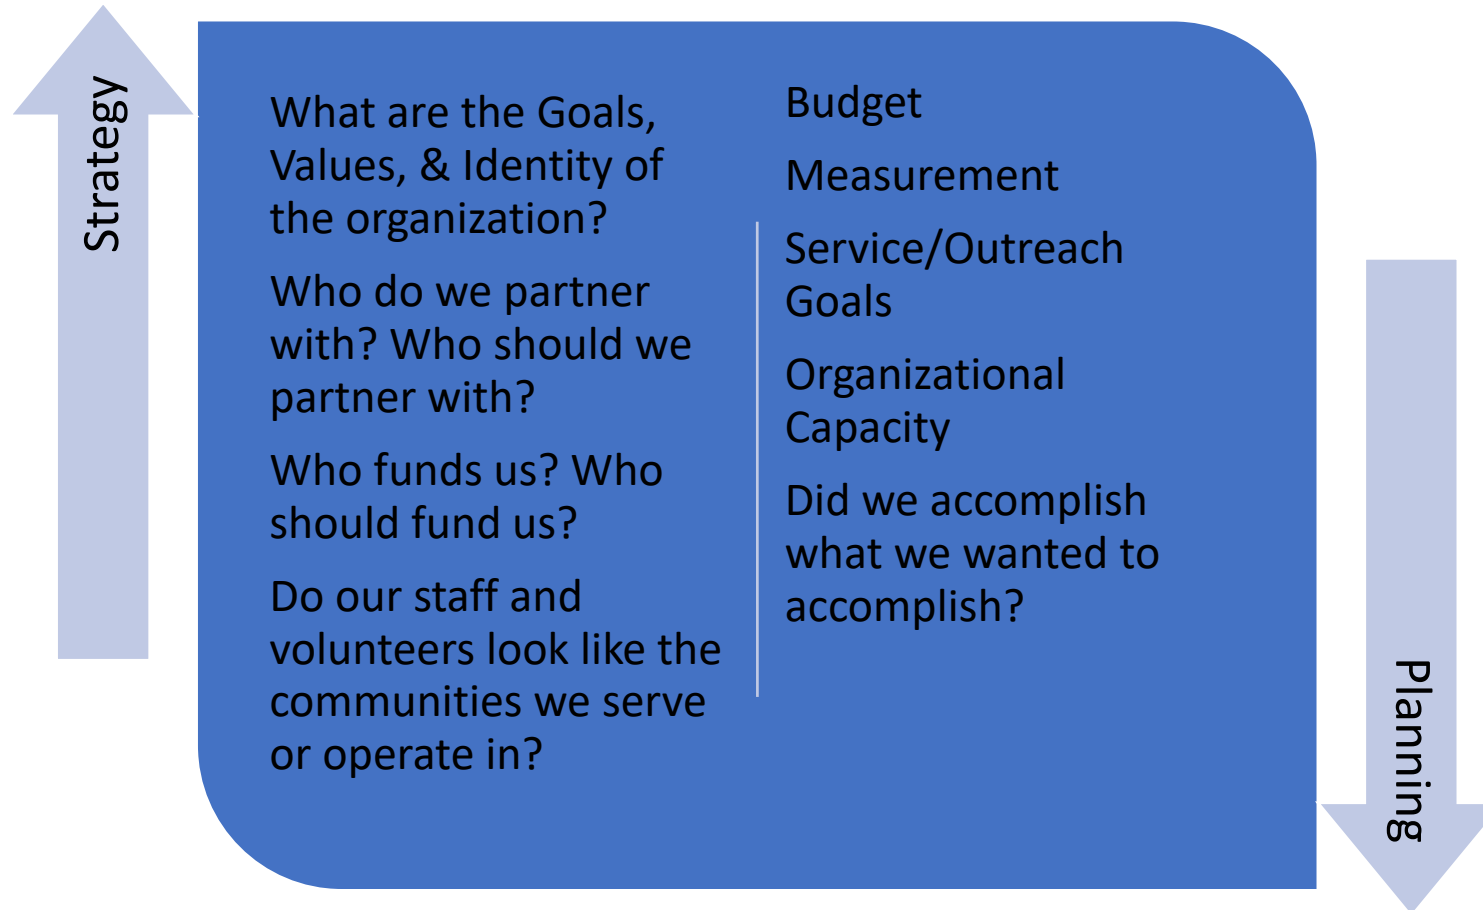 Strategy
What are the Goals,
Values, & Identity of
the organization?
Who do we partner
with? Who should we
partner with?
Who funds us? Who
should fund us?
Do our staff and
volunteers look like the
communities we serve
or operate in?
Budget
Measurement
Service/Outreach
Goals
Organizational
Capacity
Did we accomplish
what we wanted to
accomplish?
Planning